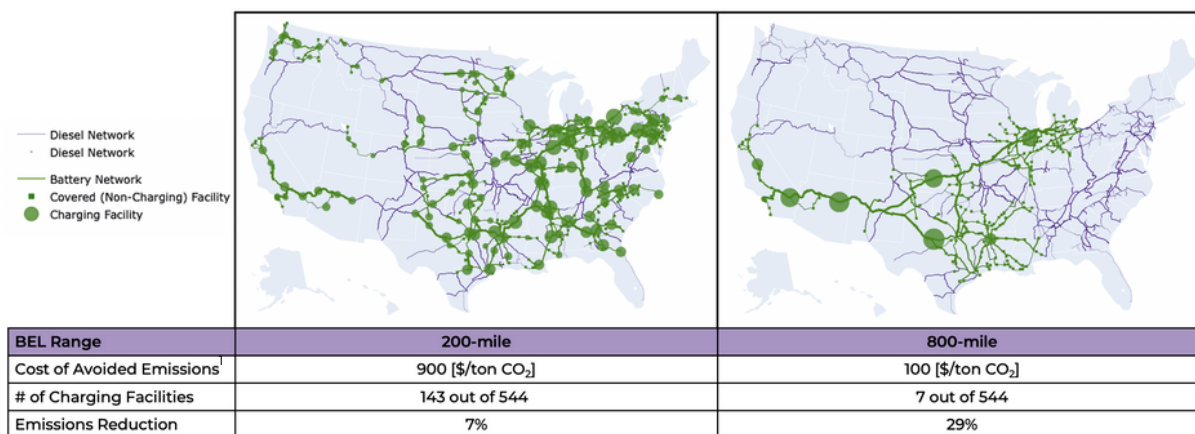 Diesel Network
Diesel Network
Battery Network
Covered (Non-Charging) Facility
Charging Facility
BEL Range 200-mile 800-mile
Cost of Avoided Emissions¹ 900 [$/ton CO₂] 100 [$/ton CO₂]
# of Charging Facilities 143 out of 544 7 out of 544
Emissions Reduction 7% 29%